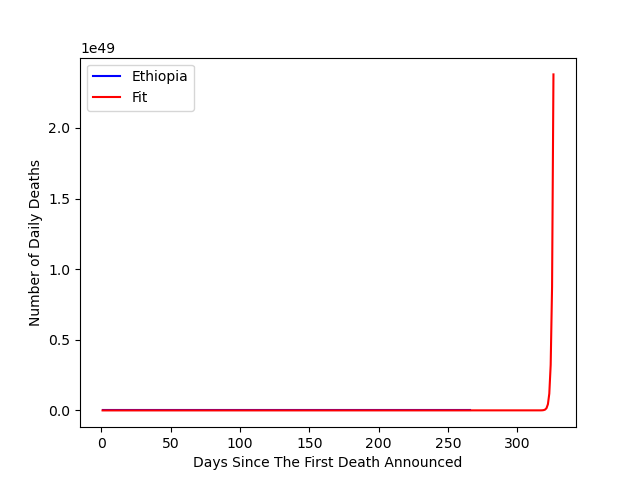 1e49
Ethiopia
Fit
2.0
1.5
1.0
0.5
0.0
Number of Daily Deaths
0 50 100 150 200 250 300
Days Since The First Death Announced